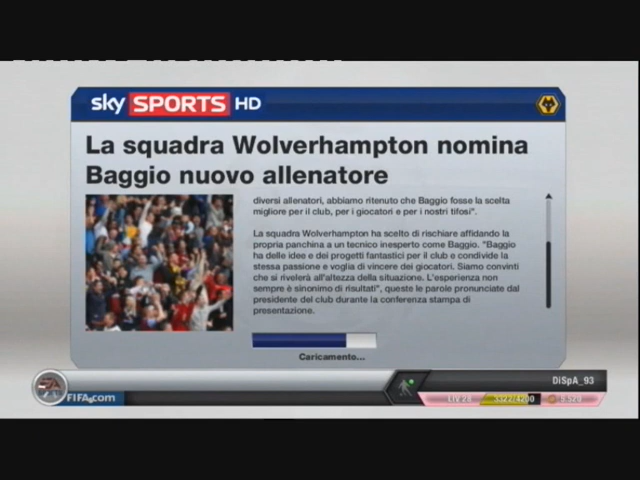 sky SPORTS HD
La squadra Wolverhampton nomina
Baggio nuovo allenatore
diversi allenatori, abbiamo ritenuto che Baggio fosse la scelta
migliore per il club, per i giocatori e per i nostri tifosi".
La squadra Wolverhampton ha scelto di rischiare affidando la
propria panchina a un tecnico inesperto come Baggio. "Baggio
ha delle idee e dei progetti fantastici per il club e condivide la
stessa passione e voglia di vincere dei giocatori. Siamo convinti
che si rivelerà all'altezza della situazione. L'esperienza non
sempre è sinonimo di risultati", queste le parole pronunciate dal
presidente del club durante la conferenza stampa di
presentazione.
Caricamento...
EA
DiSpA_93
FIFA.com
3322/4200